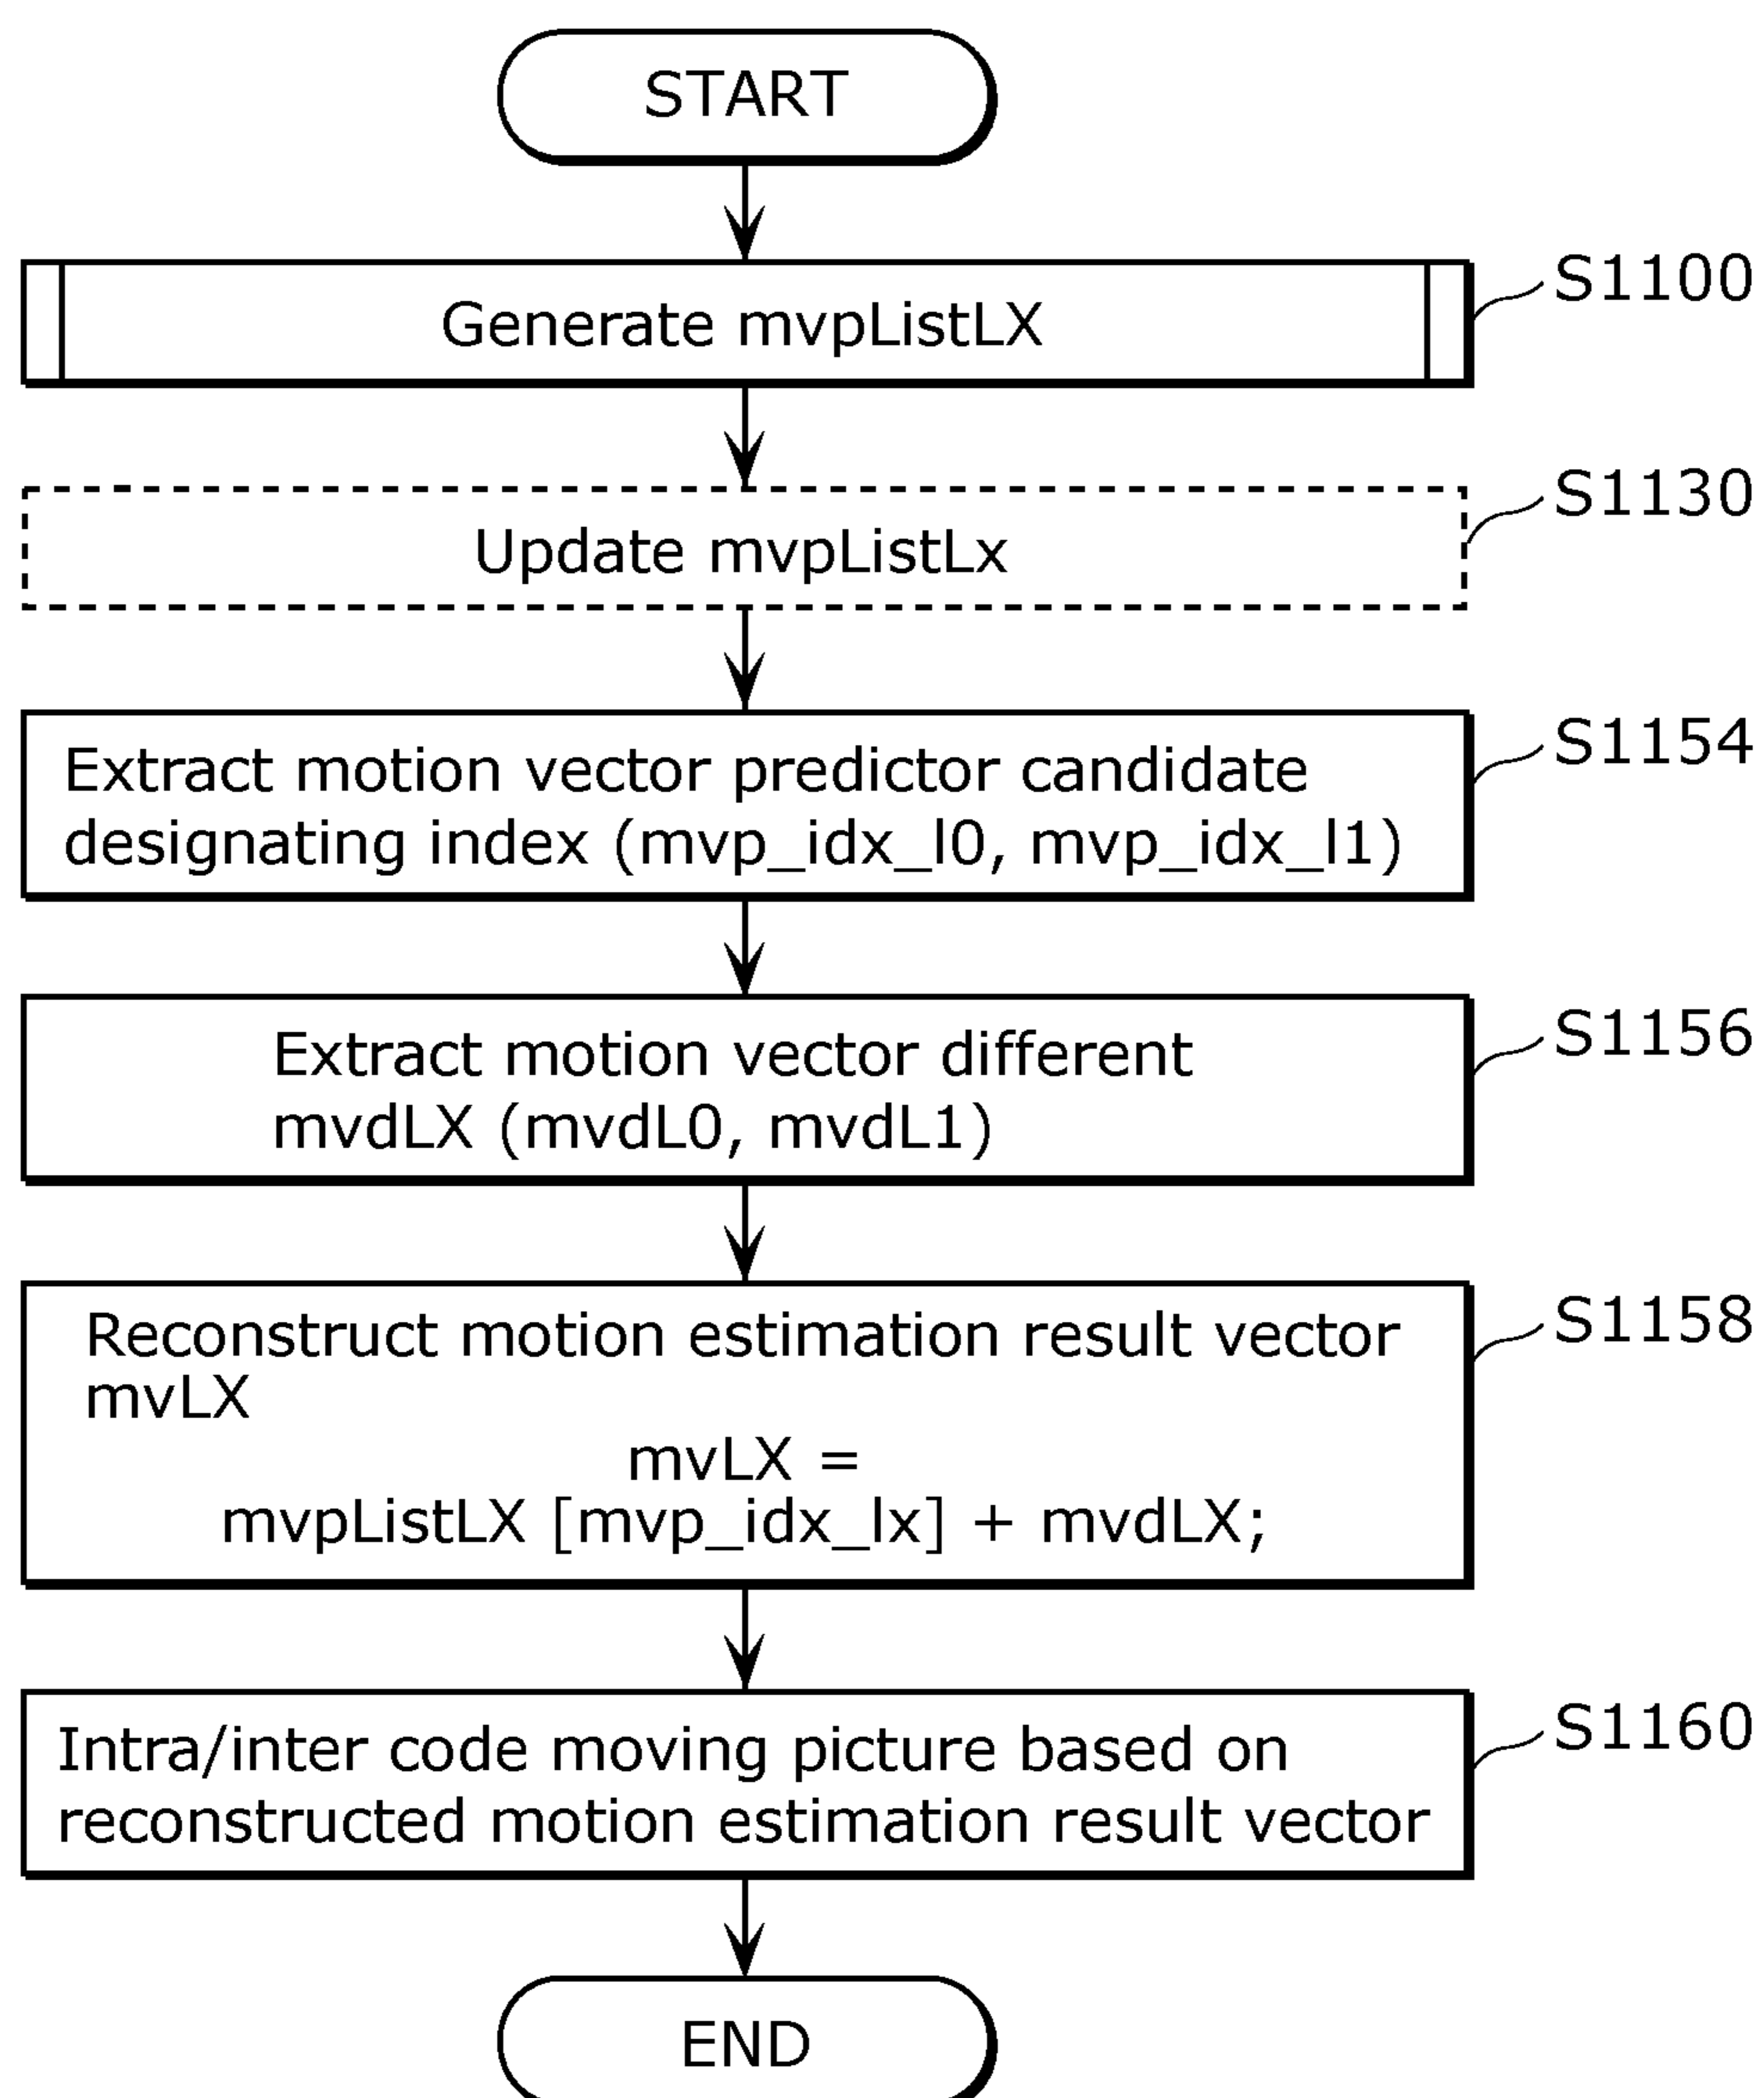 START
Generate mvpListLX
S1100
Update mvpListLx
S1130
Extract motion vector predictor candidate
designating index (mvp_idx_l0, mvp_idx_l1)
S1154
Extract motion vector different
mvdLX (mvdL0, mvdL1)
S1156
Reconstruct motion estimation result vector
mvLX
mvLX =
mvpListLX [mvp_idx_lx] + mvdLX;
S1158
Intra/inter code moving picture based on
reconstructed motion estimation result vector
S1160
END